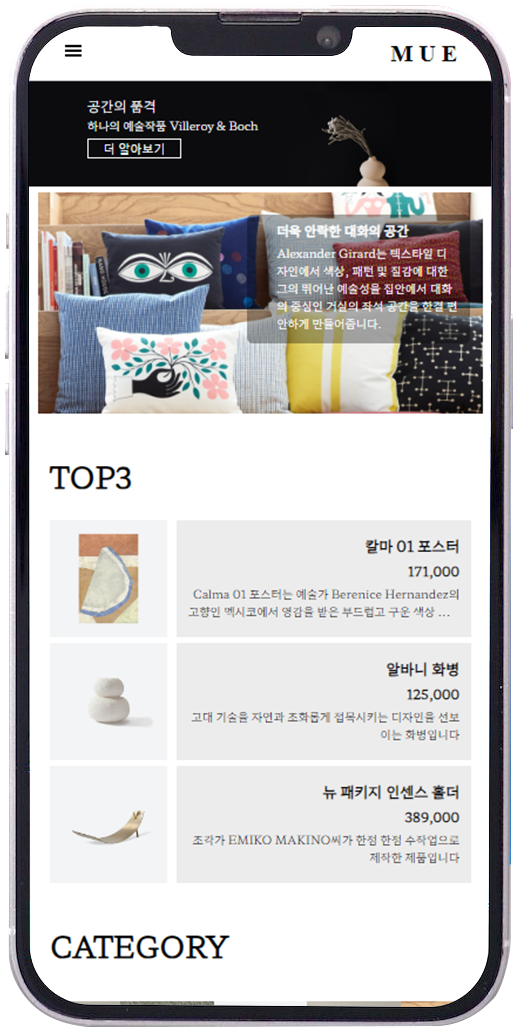 MUE
공간의 품격
하나의 예술작품 Villeroy & Boch
더 알아보기
더욱 안락한 대화의 공간
Alexander Girard는 텍스타일 디
자인에서 색상, 패턴 및 질감에 대한
그의 뛰어난 예술성을 집안에서 대화
의 중심인 거실의 좌석 공간을 한결 편
안하게 만들어줍니다.
TOP3
칼마 01 포스터
171,000
Calma 01 포스터는 예술가 Berenice Hernandez의
고향인 멕시코에서 영감을 받은 부드럽고 구운 색상 ...
알바니 화병
125,000
고대 기술을 자연과 조화롭게 접목시키는 디자인을 선보
이는 화병입니다
뉴 패키지 인센스 홀더
389,000
조각가 EMIKO MAKINO씨가 한정 한정 수작업으로
제작한 제품입니다
CATEGORY